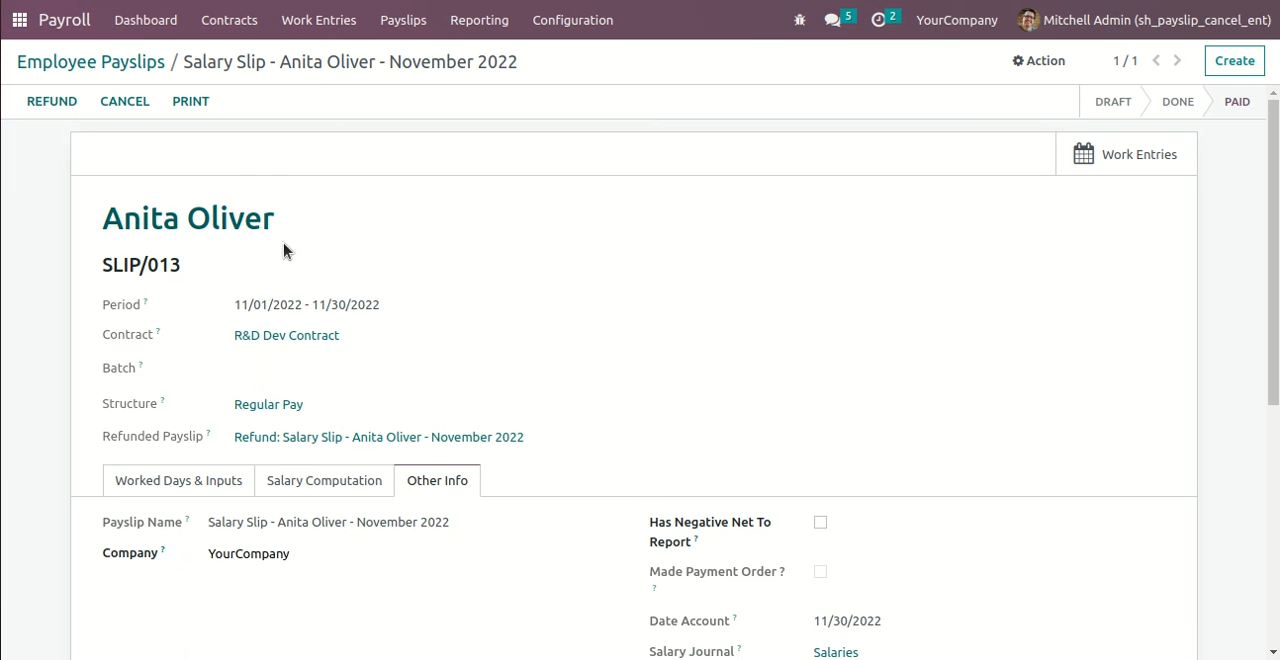 Payroll Dashboard Contracts Work Entries Payslips Reporting Configuration 5 2 YourCompany Mitchell Admin (sh_payslip_cancel_ent)
Employee Payslips / Salary Slip - Anita Oliver - November 2022 Action 1 / 1 Create
REFUND CANCEL PRINT DRAFT DONE PAID
Work Entries
Anita Oliver
SLIP/013
Period ? 11/01/2022 - 11/30/2022
Contract ? R&D Dev Contract
Batch ?
Structure ? Regular Pay
Refunded Payslip ? Refund: Salary Slip - Anita Oliver - November 2022
Worked Days & Inputs Salary Computation Other Info
Payslip Name ? Salary Slip - Anita Oliver - November 2022 Has Negative Net To
Report ?
Company ? YourCompany
Made Payment Order ?
?
Date Account ? 11/30/2022
Salary Journal ? Salaries